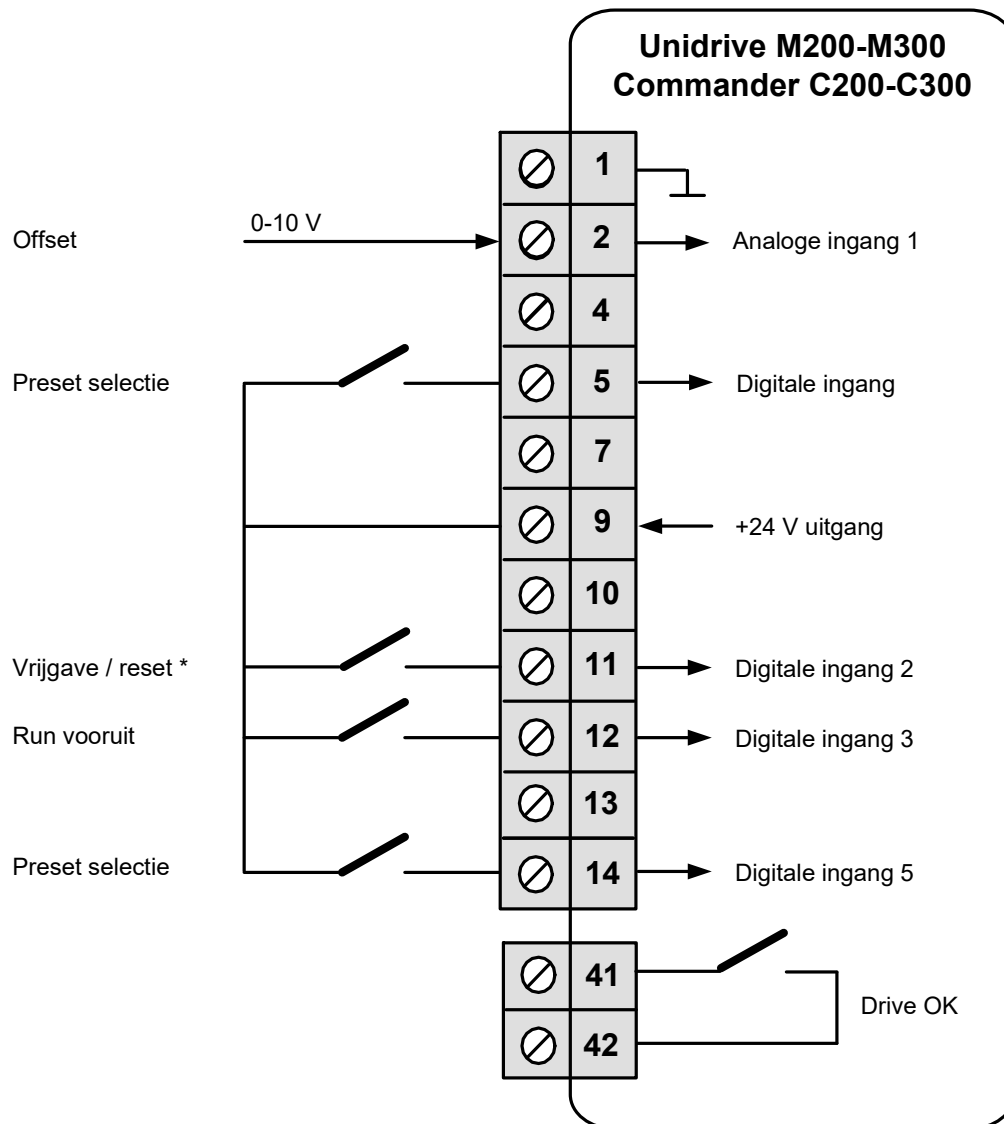 Unidrive M200-M300
Commander C200-C300
1
Offset
0-10 V
2
Analoge ingang 1
4
Preset selectie
5
Digitale ingang
7
9
+24 V uitgang
10
Vrijgave / reset *
11
Digitale ingang 2
Run vooruit
12
Digitale ingang 3
13
Preset selectie
14
Digitale ingang 5
41
Drive OK
42